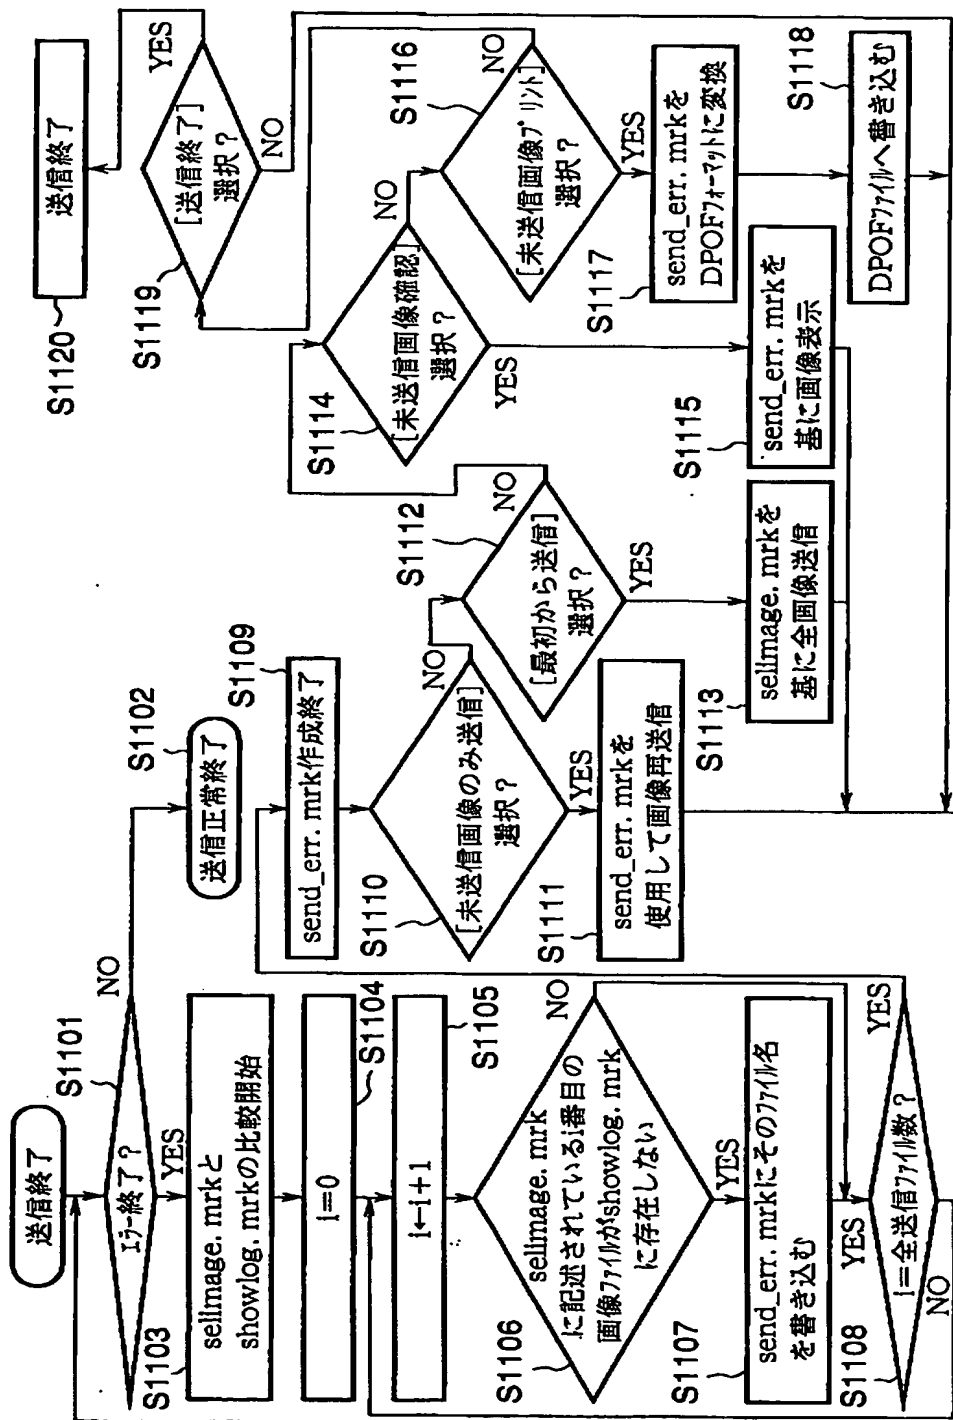 送信終了
S1101
エラー終了?
NO
YES
S1102
送信正常終了
S1103
selImage. mrkと
showlog. mrkの比較開始
S1104
i=0
S1105
i←i+1
S1106
selImage. mrk
に記述されているi番目の
画像ファイルがshowlog. mrk
に存在しない
NO
YES
S1107
send_err. mrkにそのファイル名
を書き込む
YES
S1108
i=全送信ファイル数?
YES
NO
S1109
send_err. mrk作成終了
S1110
[未送信画像のみ送信]
選択?
NO
YES
S1111
send_err. mrkを
使用して画像再送信
S1112
[最初から送信]
選択?
NO
YES
S1113
selImage. mrkを
基に全画像送信
S1114
[未送信画像確認]
選択?
NO
YES
S1115
send_err. mrkを
基に画像表示
S1116
[未送信画像プリント]
選択?
NO
YES
S1117
send_err. mrkを
DPOFフォーマットに変換
S1118
DPOFファイルへ書き込む
S1119
[送信終了]
選択?
YES
NO
S1120
送信終了